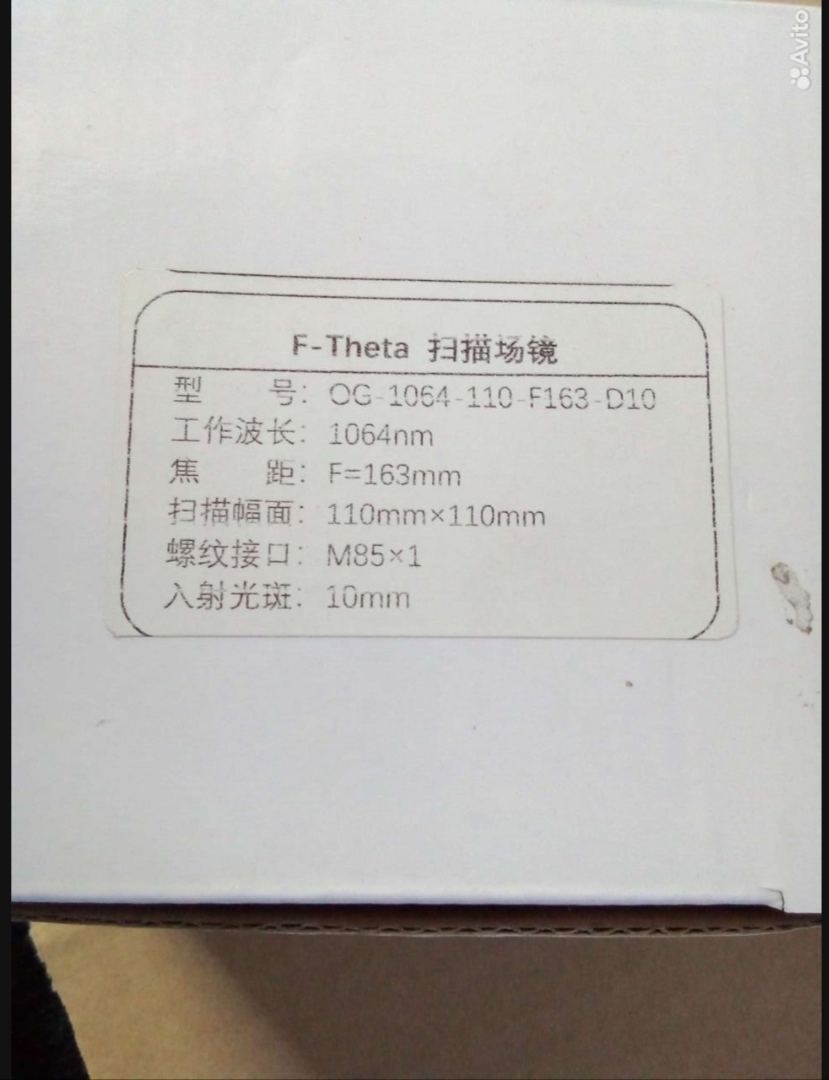 Avito
F-Theta 扫描场镜
型 号: OG-1064-110-F163-D10
工作波长: 1064nm
焦 距: F=163mm
扫描幅面: 110mm×110mm
螺纹接口: M85×1
入射光斑: 10mm